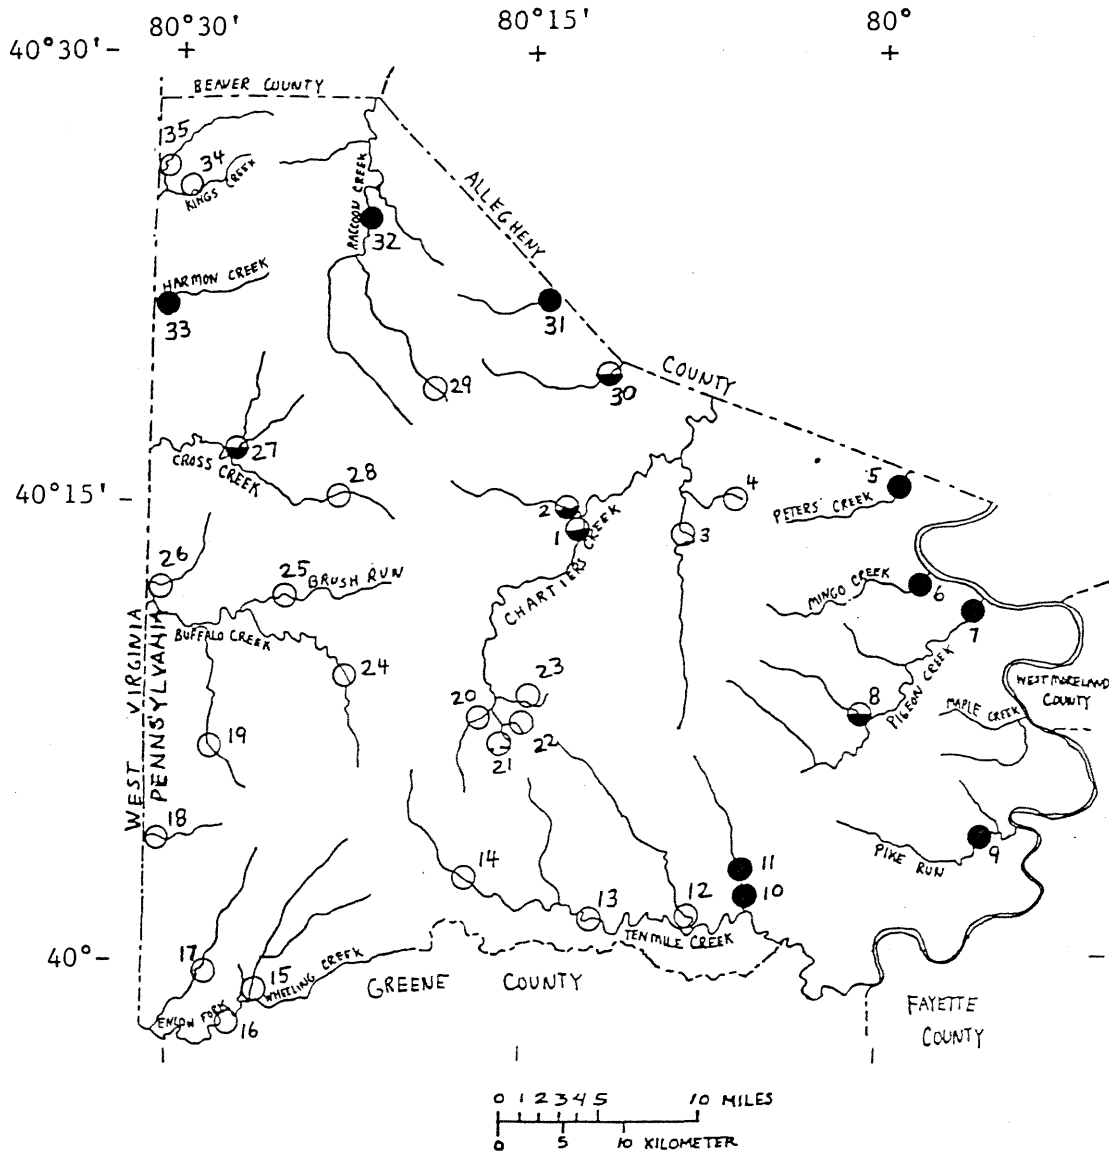 80°30' 80°15' 80°
40°30'
BEAVER COUNTY
35
34
KINGS CREEK
RACCOON CREEK
ALLEGHENY
32
HARMON CREEK
33
31
COUNTY
30
29
27
CROSS CREEK
28
40°15'
2
1
CHARTIERS CREEK
4
3
5
PETERS CREEK
26
25
BRUSH RUN
MINGO CREEK
6
7
BUFFALO CREEK
WEST VIRGINIA
PENNSYLVANIA
24
23
20
22
21
8
PIGEON CREEK
WESTMORELAND
COUNTY
MAPLE CREEK
19
18
14
11
10
PIKE RUN
9
13
12
TENMILE CREEK
40°
17
15
WHEELING CREEK
ENLOW FORK
16
GREENE COUNTY
FAYETTE
COUNTY
0 1 2 3 4 5 10 MILES
0 5 10 KILOMETER